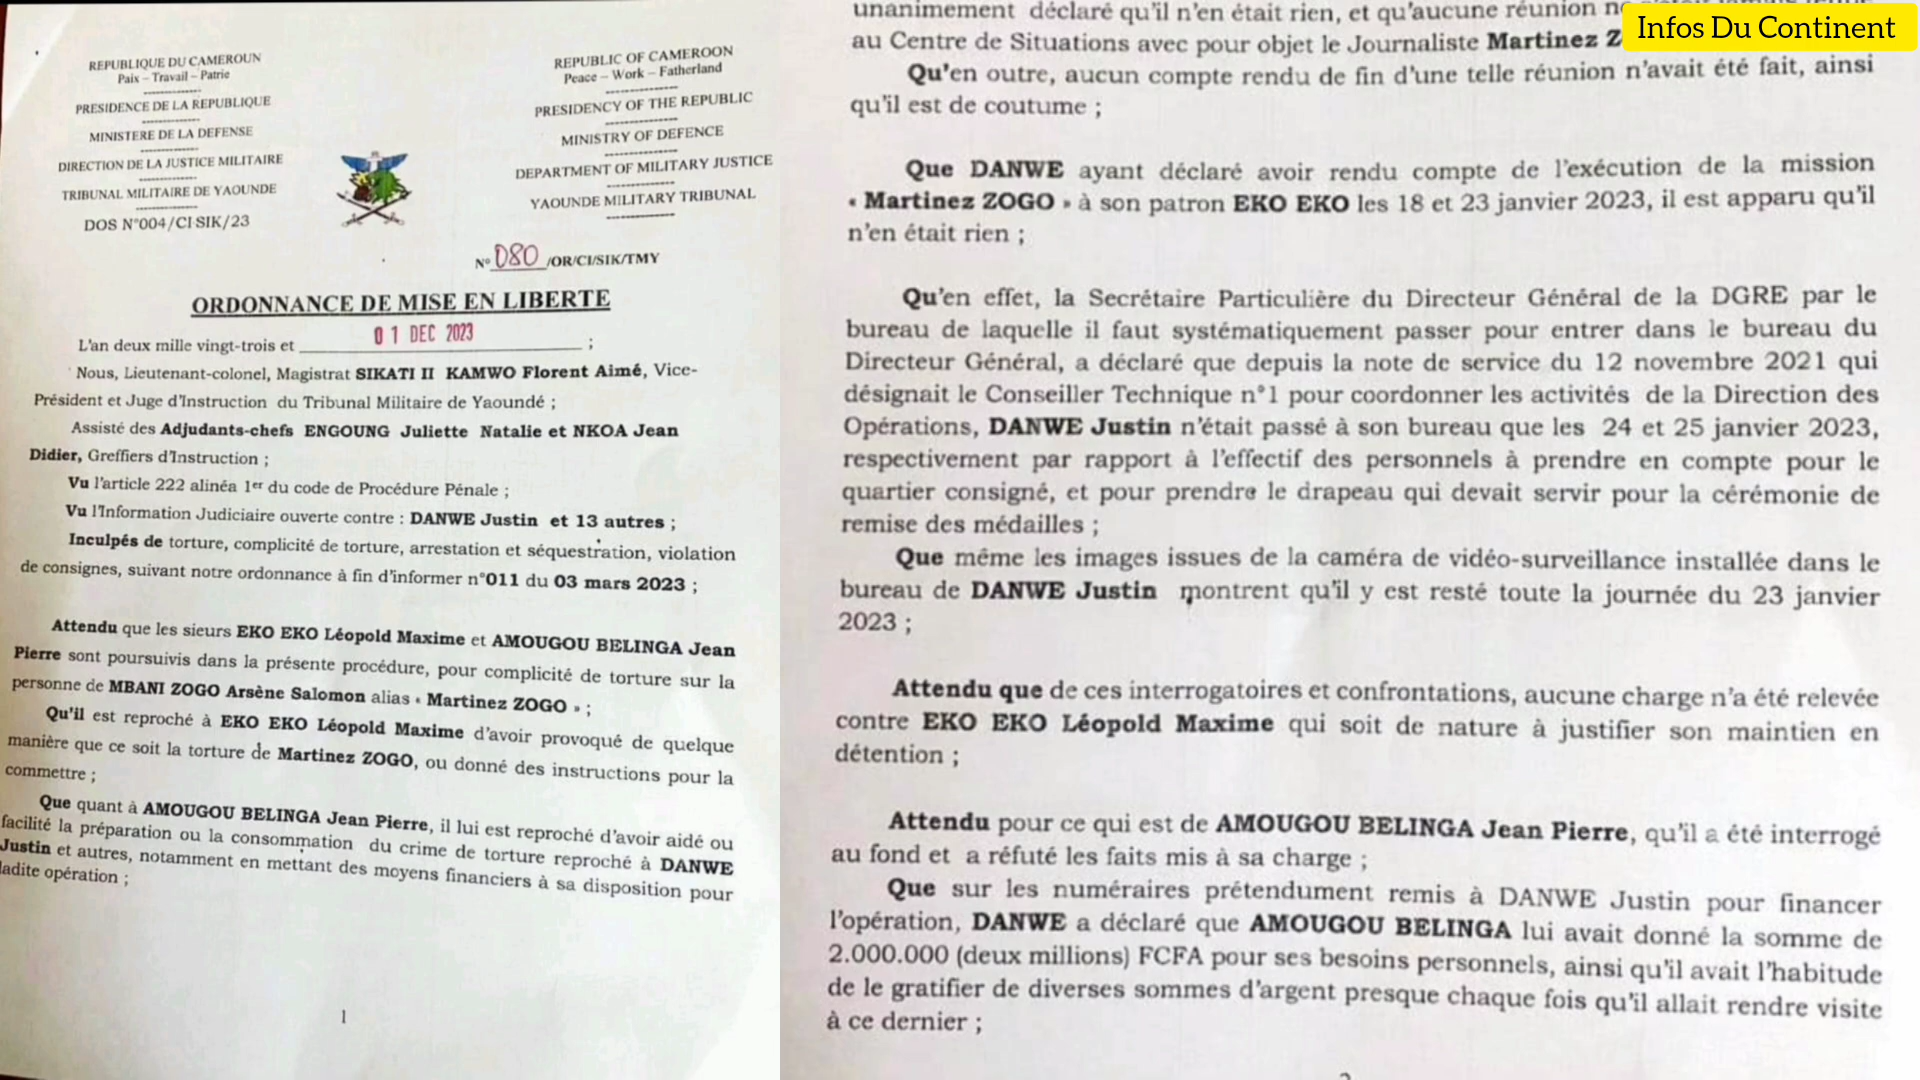 REPUBLIQUE DU CAMEROUN
Paix – Travail – Patrie
PRESIDENCE DE LA REPUBLIQUE
MINISTERE DE LA DEFENSE
DIRECTION DE LA JUSTICE MILITAIRE
TRIBUNAL MILITAIRE DE YAOUNDE
DOS N°004/CI-SIK/23
REPUBLIC OF CAMEROON
Peace – Work – Fatherland
PRESIDENCY OF THE REPUBLIC
MINISTRY OF DEFENCE
DEPARTMENT OF MILITARY JUSTICE
YAOUNDE MILITARY TRIBUNAL
N° 080 /OR/CI/SIK/TMY
ORDONNANCE DE MISE EN LIBERTE
L'an deux mille vingt-trois et 01 DEC 2023 ;
Nous, Lieutenant-colonel, Magistrat SIKATI II KAMWO Florent Aimé, Vice-
Président et Juge d'Instruction du Tribunal Militaire de Yaoundé ;
Assisté des Adjudants-chefs ENGOUNG Juliette Natalie et NKOA Jean
Didier, Greffiers d'Instruction ;
Vu l'article 222 alinéa 1er du code de Procédure Pénale ;
Vu l'Information Judiciaire ouverte contre : DANWE Justin et 13 autres ;
Inculpés de torture, complicité de torture, arrestation et séquestration, violation
de consignes, suivant notre ordonnance à fin d'informer n°011 du 03 mars 2023 ;
Attendu que les sieurs EKO EKO Léopold Maxime et AMOUGOU BELINGA Jean
Pierre sont poursuivis dans la présente procédure, pour complicité de torture sur la
personne de MBANI ZOGO Arsène Salomon alias « Martinez ZOGO » ;
Qu'il est reproché à EKO EKO Léopold Maxime d'avoir provoqué de quelque
manière que ce soit la torture de Martinez ZOGO, ou donné des instructions pour la
commettre ;
Que quant à AMOUGOU BELINGA Jean Pierre, il lui est reproché d'avoir aidé ou
facilité la préparation ou la consommation du crime de torture reproché à DANWE
Justin et autres, notamment en mettant des moyens financiers à sa disposition pour
ladite opération ;
1
Infos Du Continent
unanimement déclaré qu'il n'en était rien, et qu'aucune réunion
au Centre de Situations avec pour objet le Journaliste Martinez
Qu'en outre, aucun compte rendu de fin d'une telle réunion n'avait été fait, ainsi
qu'il est de coutume ;
Que DANWE ayant déclaré avoir rendu compte de l'exécution de la mission
« Martinez ZOGO » à son patron EKO EKO les 18 et 23 janvier 2023, il est apparu qu'il
n'en était rien ;
Qu'en effet, la Secrétaire Particulière du Directeur Général de la DGRE par le
bureau de laquelle il faut systématiquement passer pour entrer dans le bureau du
Directeur Général, a déclaré que depuis la note de service du 12 novembre 2021 qui
désignait le Conseiller Technique n°1 pour coordonner les activités de la Direction des
Opérations, DANWE Justin n'était passé à son bureau que les 24 et 25 janvier 2023,
respectivement par rapport à l'effectif des personnels à prendre en compte pour le
quartier consigné, et pour prendre le drapeau qui devait servir pour la cérémonie de
remise des médailles ;
Que même les images issues de la caméra de vidéo-surveillance installée dans le
bureau de DANWE Justin montrent qu'il y est resté toute la journée du 23 janvier
2023 ;
Attendu que de ces interrogatoires et confrontations, aucune charge n'a été relevée
contre EKO EKO Léopold Maxime qui soit de nature à justifier son maintien en
détention ;
Attendu pour ce qui est de AMOUGOU BELINGA Jean Pierre, qu'il a été interrogé
au fond et a réfuté les faits mis à sa charge ;
Que sur les numéraires prétendument remis à DANWE Justin pour financer
l'opération, DANWE a déclaré que AMOUGOU BELINGA lui avait donné la somme de
2.000.000 (deux millions) FCFA pour ses besoins personnels, ainsi qu'il avait l'habitude
de le gratifier de diverses sommes d'argent presque chaque fois qu'il allait rendre visite
à ce dernier ;